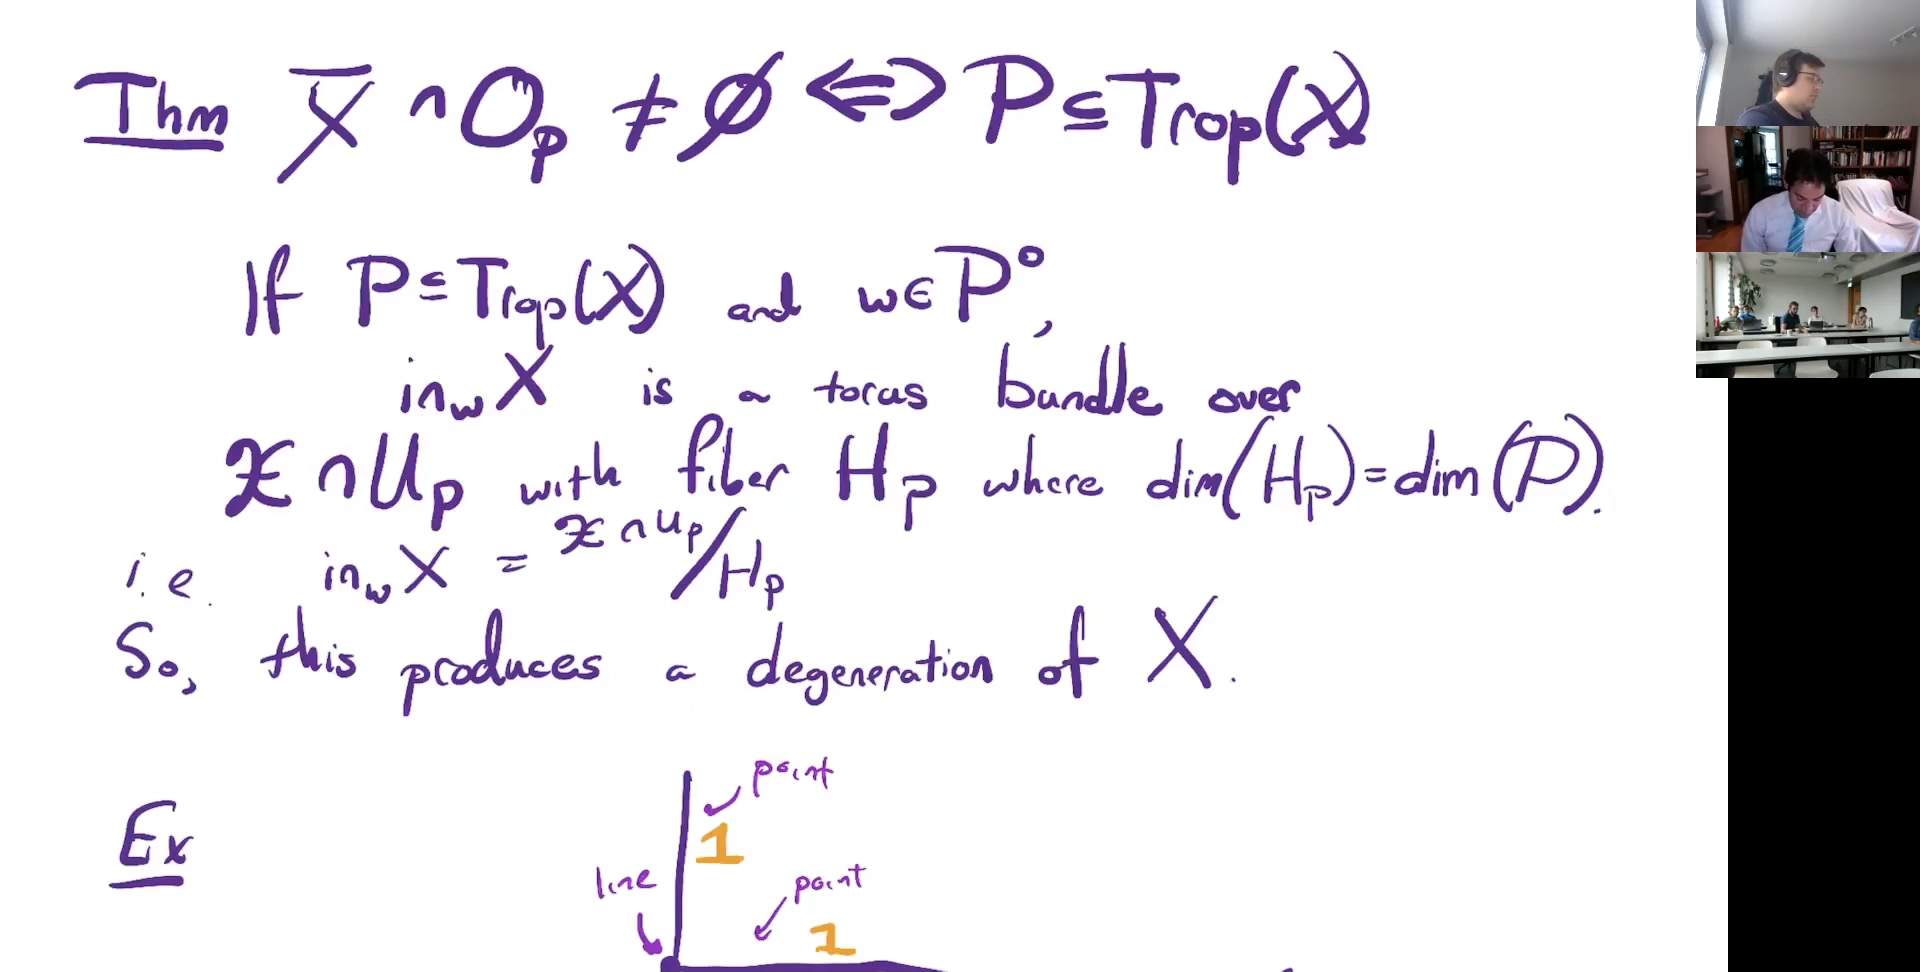 Thm X̄ ∩ O_p ≠ ∅ ⟺ P ⊆ Trop(X)
If P ⊆ Trop(X) and w ∈ P°,
in_w X is a torus bundle over
𝒳 ∩ U_p with fiber H_p where dim(H_p) = dim(P).
i.e. in_w X = 𝒳 ∩ U_p / H_p
So, this produces a degeneration of X.
Ex
point
1
line
point
1